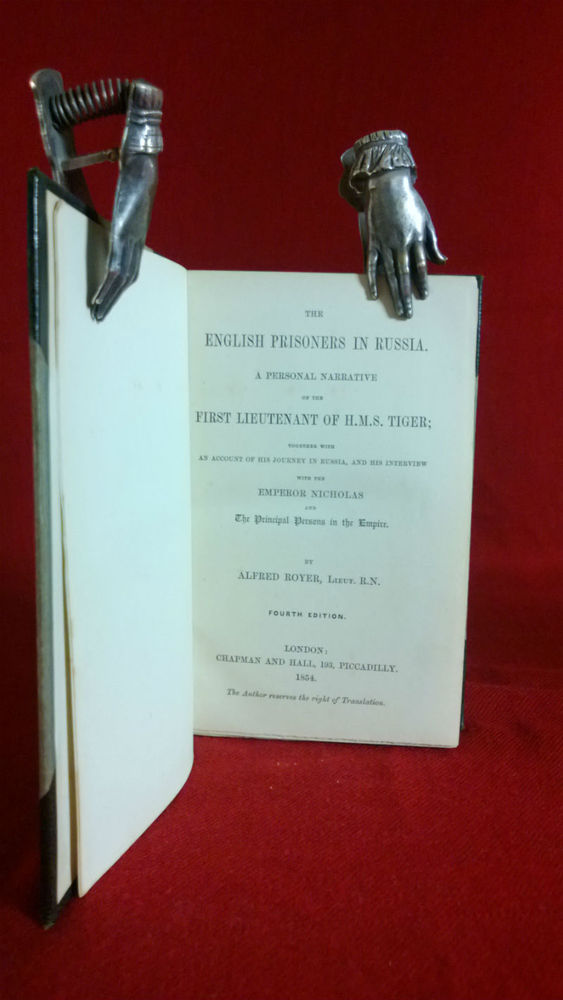 THE
ENGLISH PRISONERS IN RUSSIA.
A PERSONAL NARRATIVE
OF THE
FIRST LIEUTENANT OF H.M.S. TIGER;
TOGETHER WITH
AN ACCOUNT OF HIS JOURNEY IN RUSSIA, AND HIS INTERVIEW
WITH THE
EMPEROR NICHOLAS
AND
The Principal Persons in the Empire.
BY
ALFRED ROYER, LIEUT. R.N.
FOURTH EDITION.
LONDON:
CHAPMAN AND HALL, 193, PICCADILLY.
1854.
The Author reserves the right of Translation.